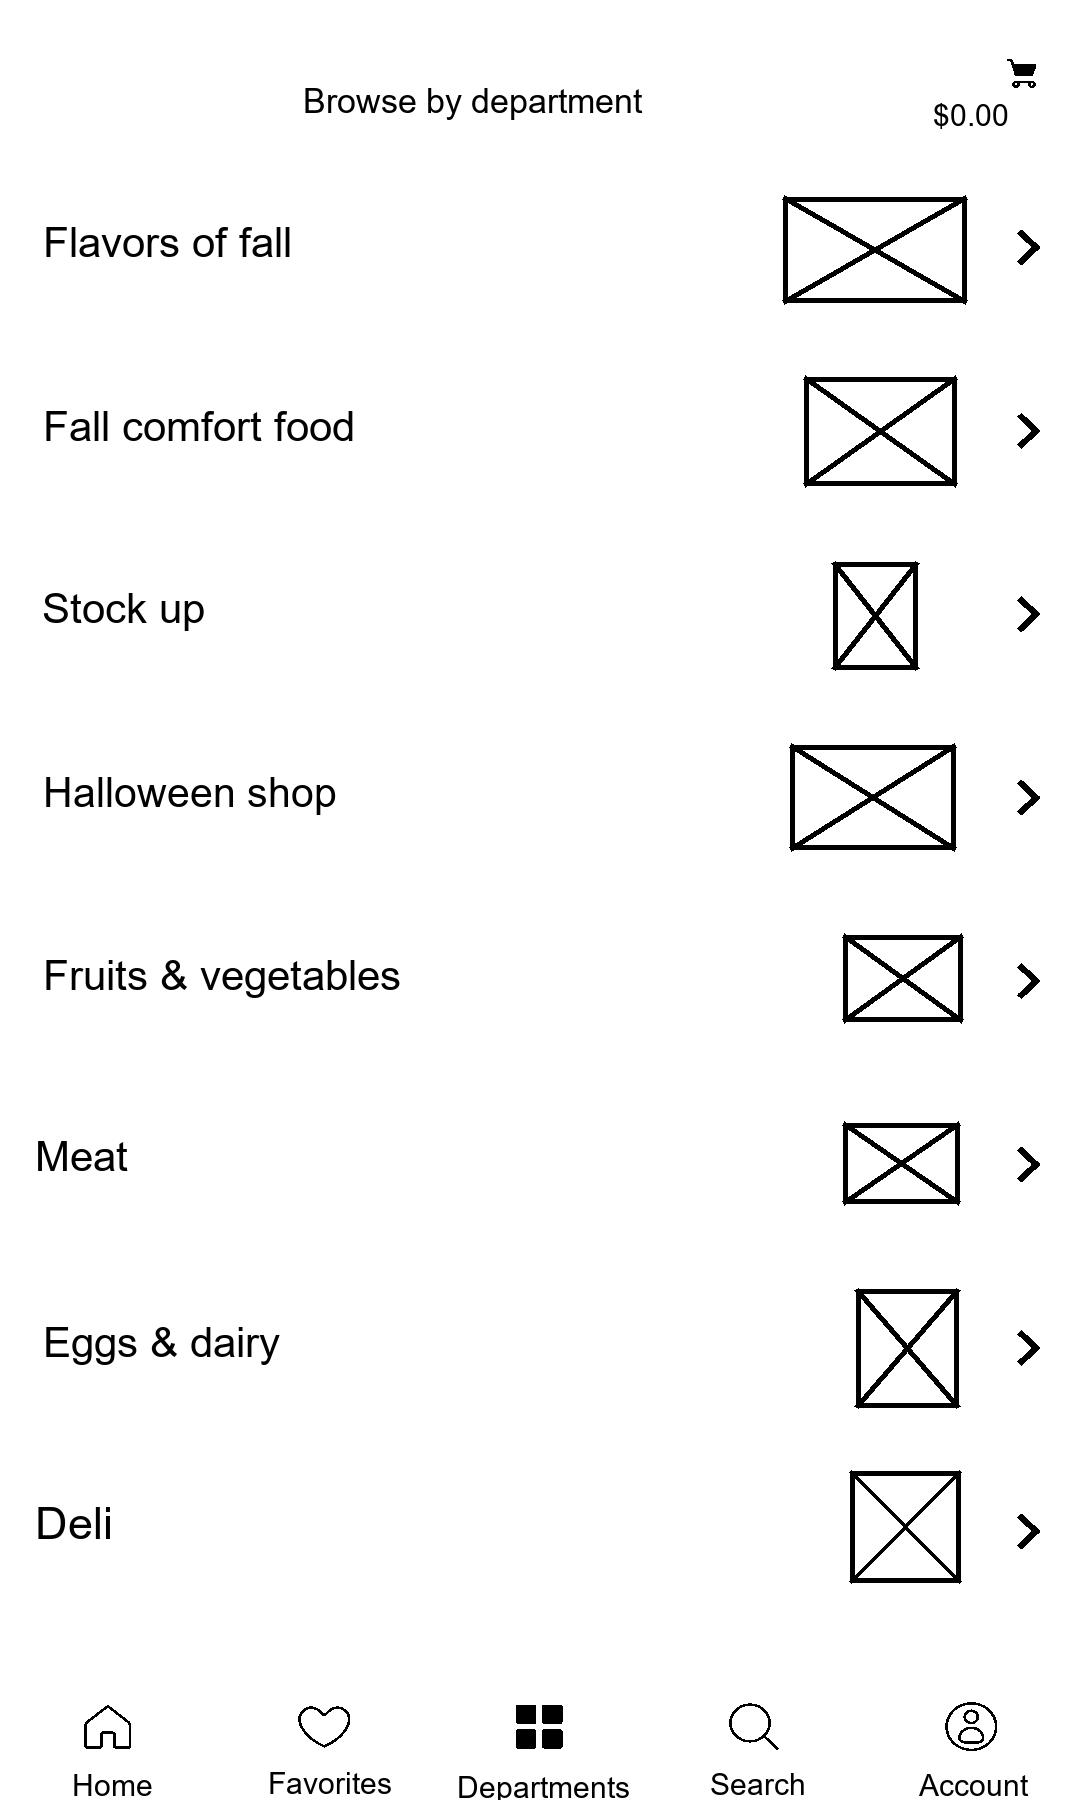 Browse by department
$0.00
Flavors of fall
Fall comfort food
Stock up
Halloween shop
Fruits & vegetables
Meat
Eggs & dairy
Deli
Home
Favorites
Departments
Search
Account